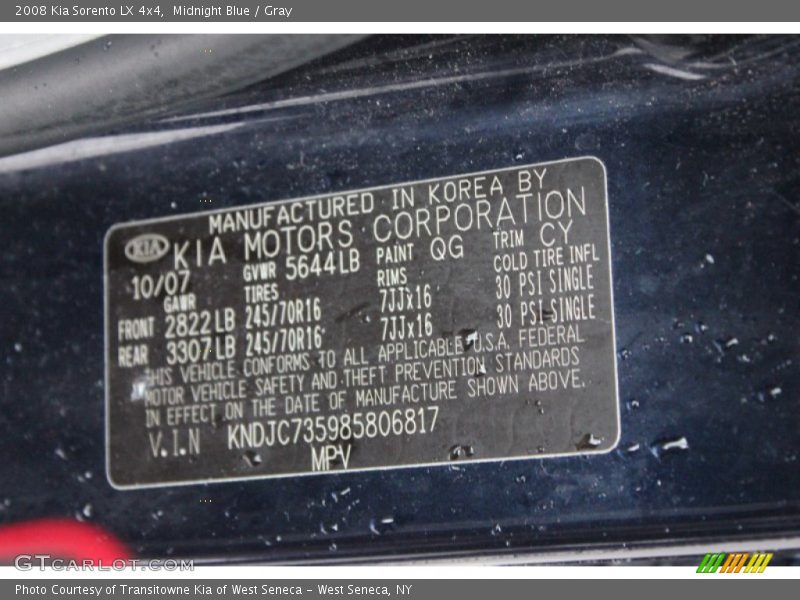 2008 Kia Sorento LX 4x4, Midnight Blue / Gray
MANUFACTURED IN KOREA BY
KIA KIA MOTORS CORPORATION
10/07 GVWR 5644LB PAINT QG TRIM CY
GAWR TIRES RIMS COLD TIRE INFL
FRONT 2822LB 245/70R16 7JJx16 30 PSI SINGLE
REAR 3307LB 245/70R16 7JJx16 30 PSI SINGLE
THIS VEHICLE CONFORMS TO ALL APPLICABLE U.S.A. FEDERAL
MOTOR VEHICLE SAFETY AND THEFT PREVENTION STANDARDS
IN EFFECT ON THE DATE OF MANUFACTURE SHOWN ABOVE.
V.I.N KNDJC735985806817
MPV
GTCARLOT.COM
Photo Courtesy of Transitowne Kia of West Seneca - West Seneca, NY